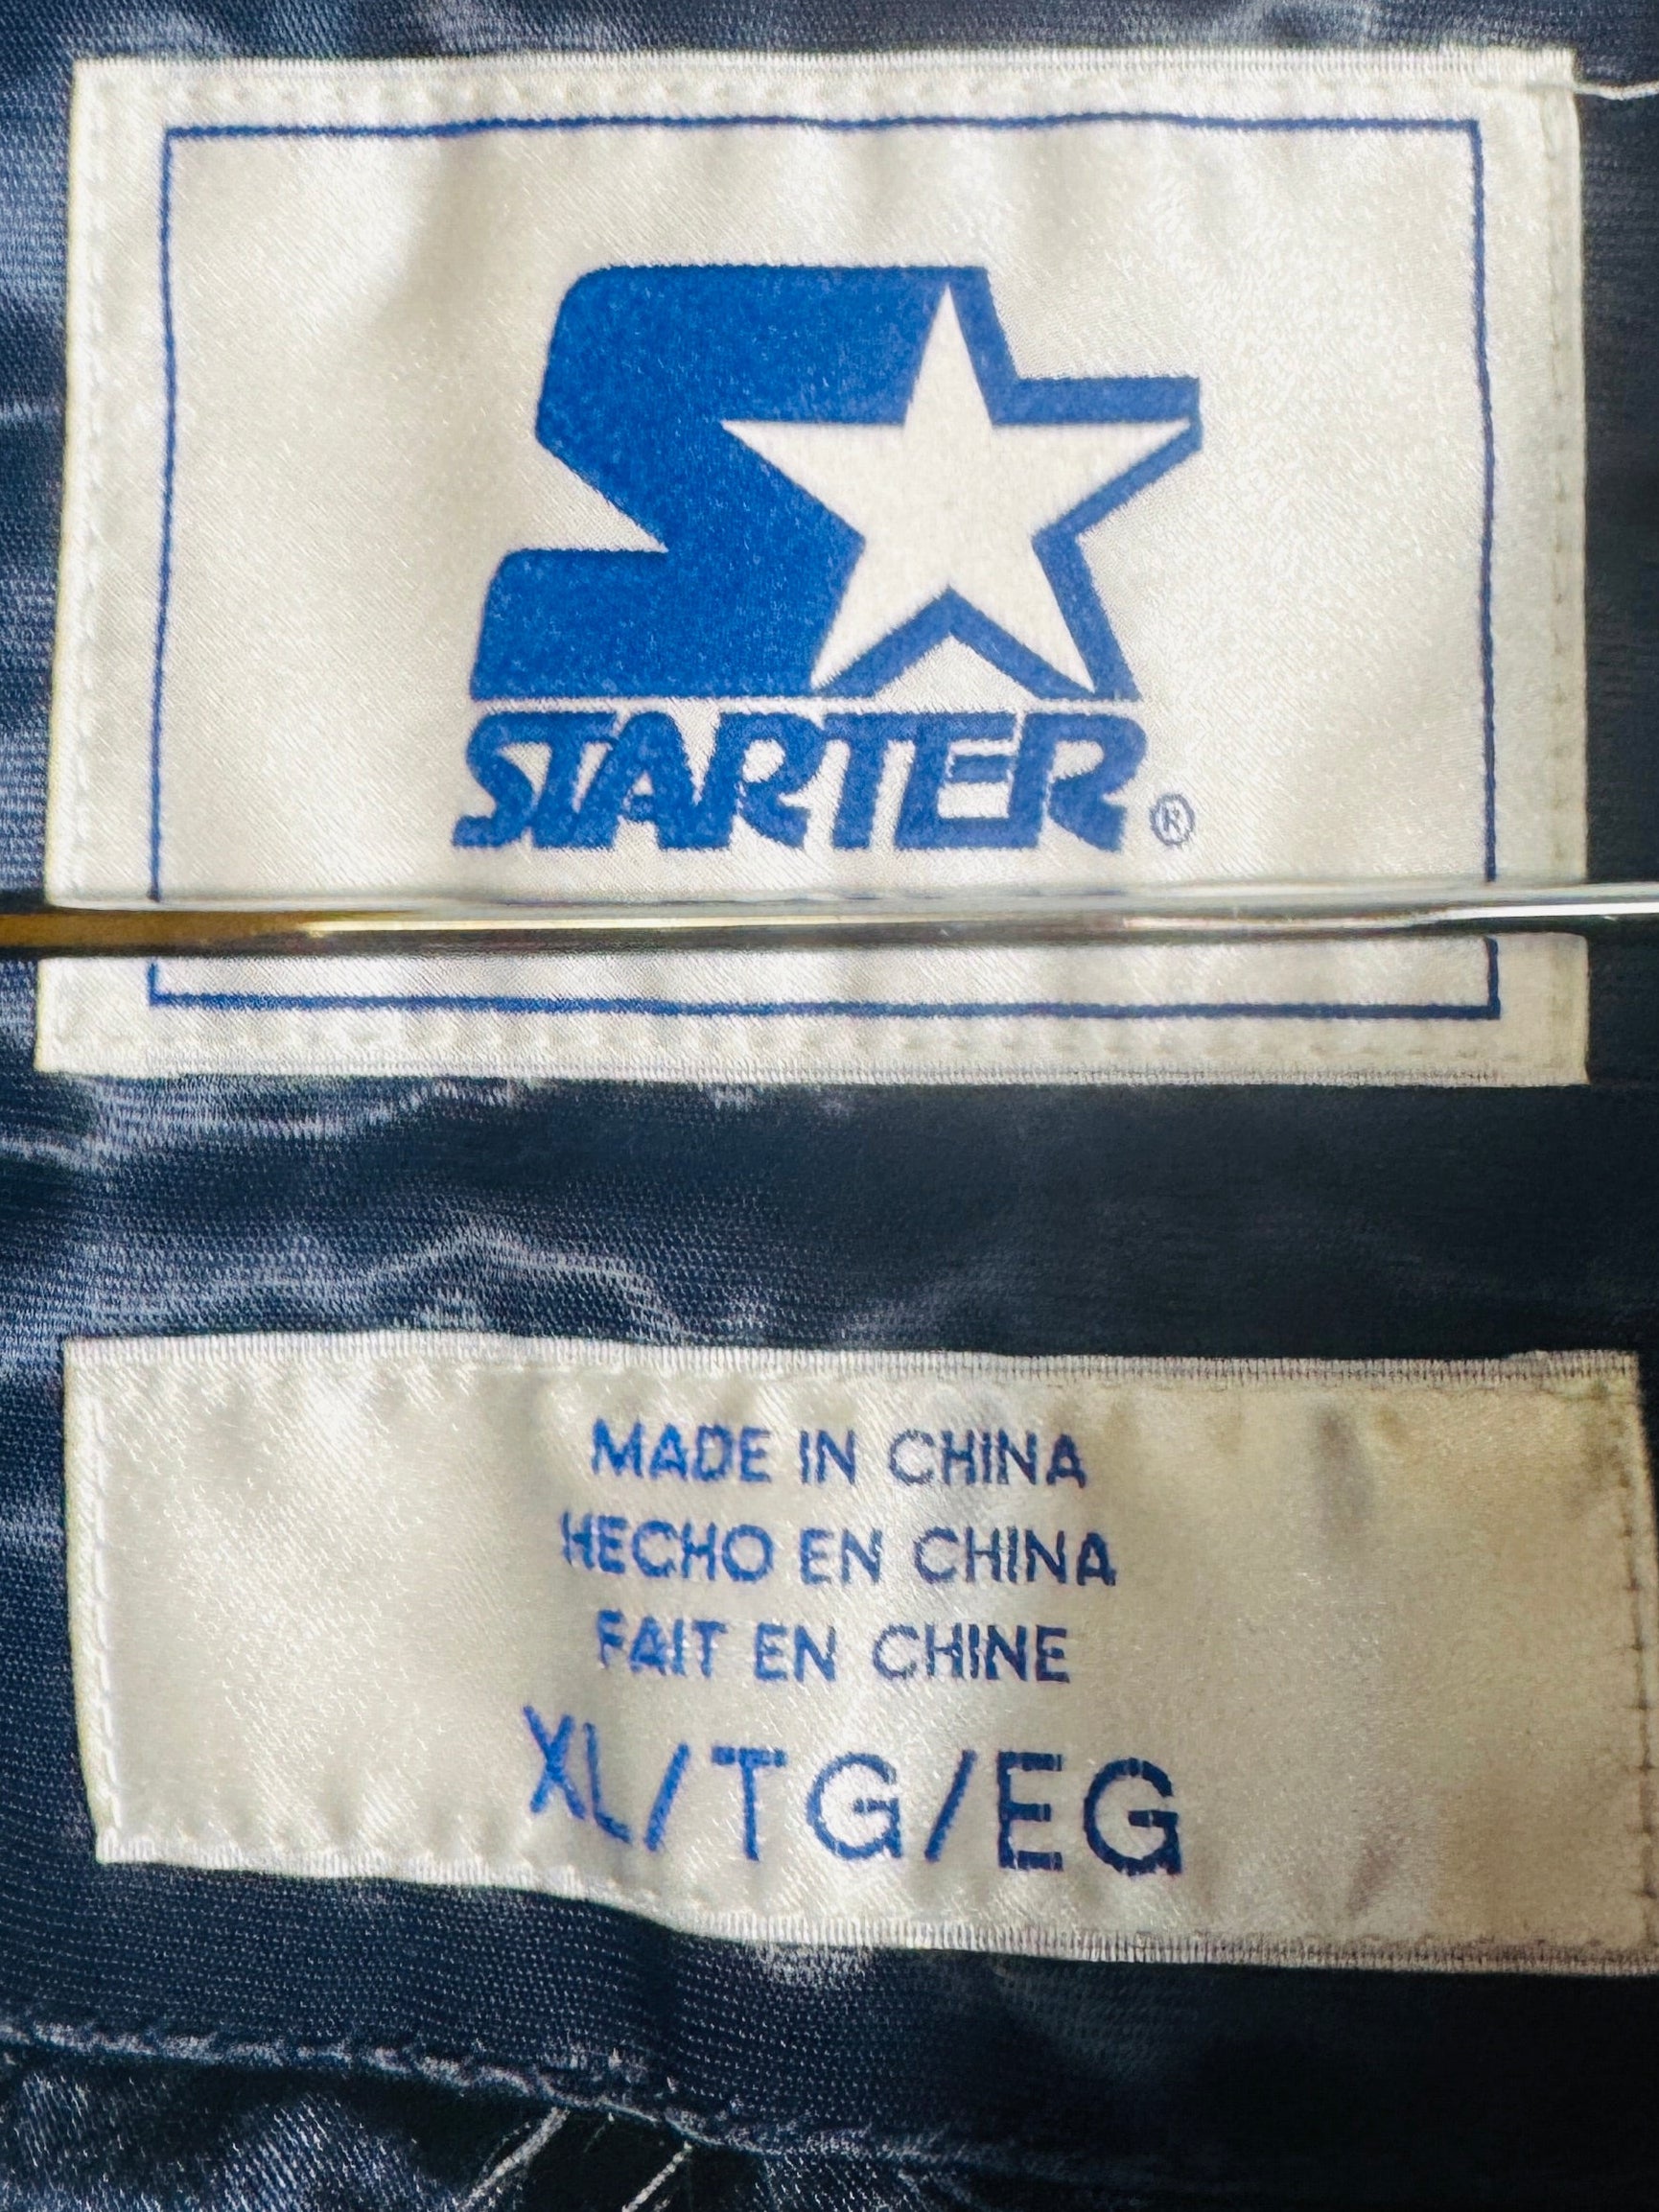 STARTER ®
MADE IN CHINA
HECHO EN CHINA
FAIT EN CHINE
XL/TG/EG